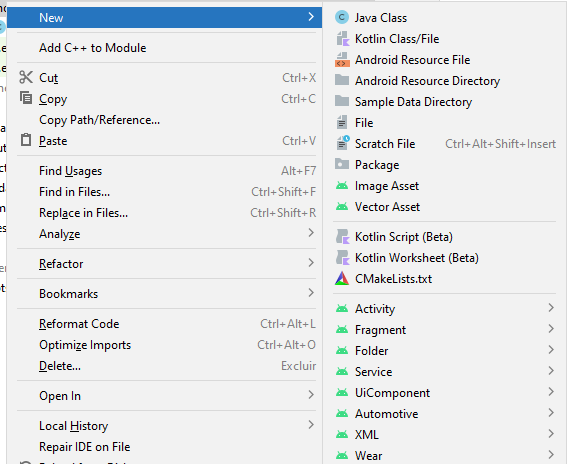 New
Add C++ to Module
Cut Ctrl+X
Copy Ctrl+C
Copy Path/Reference...
Paste Ctrl+V
Find Usages Alt+F7
Find in Files... Ctrl+Shift+F
Replace in Files... Ctrl+Shift+R
Analyze
Refactor
Bookmarks
Reformat Code Ctrl+Alt+L
Optimize Imports Ctrl+Alt+O
Delete... Excluir
Open In
Local History
Repair IDE on File
Java Class
Kotlin Class/File
Android Resource File
Android Resource Directory
Sample Data Directory
File
Scratch File Ctrl+Alt+Shift+Insert
Package
Image Asset
Vector Asset
Kotlin Script (Beta)
Kotlin Worksheet (Beta)
CMakeLists.txt
Activity
Fragment
Folder
Service
UiComponent
Automotive
XML
Wear